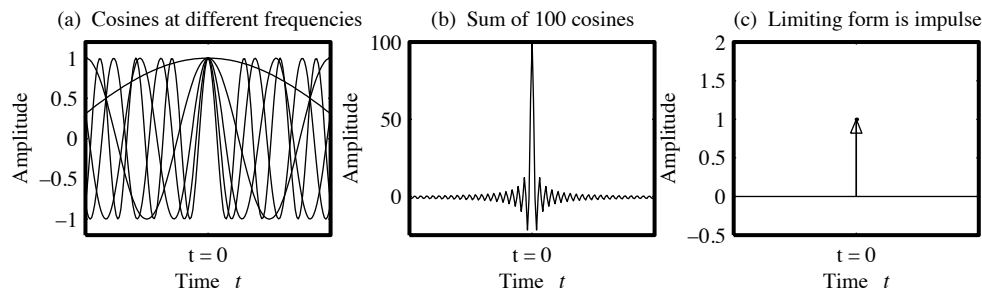 (a) Cosines at different frequencies
1
0.5
0
−0.5
−1
Amplitude
t = 0
Time t
(b) Sum of 100 cosines
100
50
0
Amplitude
t = 0
Time t
(c) Limiting form is impulse
2
1.5
1
0.5
0
−0.5
Amplitude
t = 0
Time t